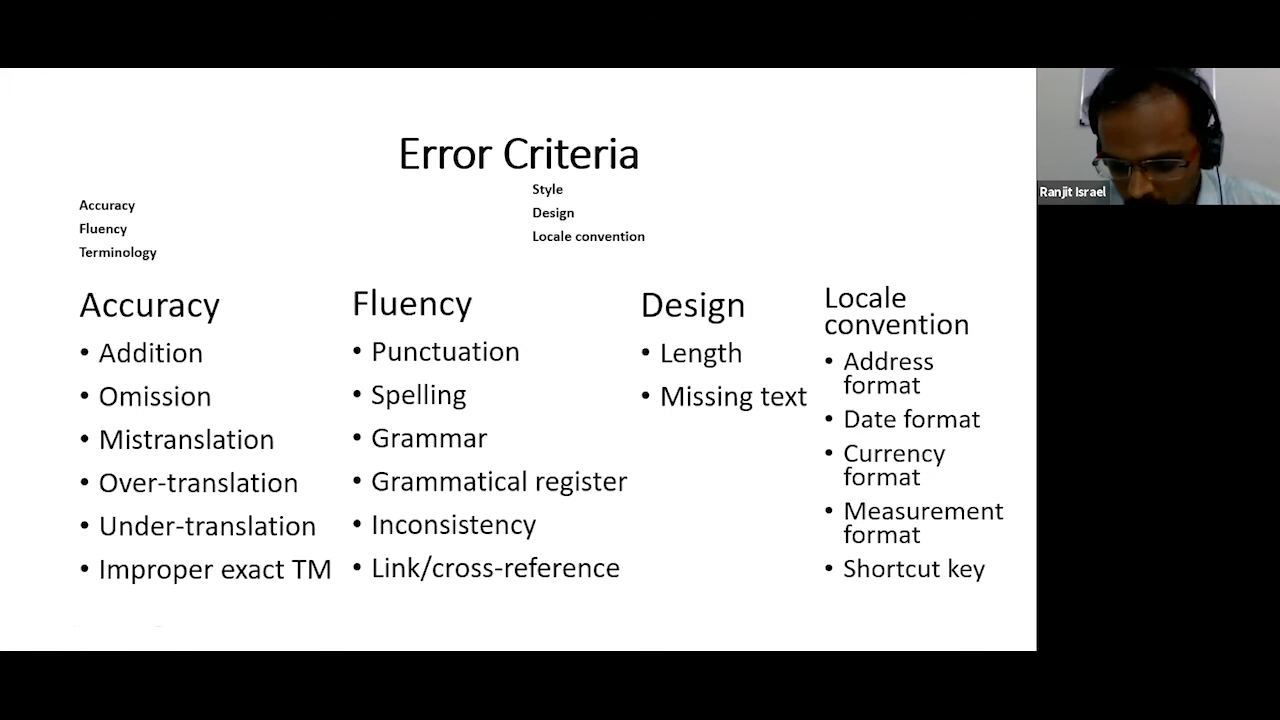 Error Criteria
Accuracy
Fluency
Terminology
Style
Design
Locale convention
Accuracy
• Addition
• Omission
• Mistranslation
• Over-translation
• Under-translation
• Improper exact TM
Fluency
• Punctuation
• Spelling
• Grammar
• Grammatical register
• Inconsistency
• Link/cross-reference
Design
• Length
• Missing text
Locale
convention
• Address
format
• Date format
• Currency
format
• Measurement
format
• Shortcut key
Ranjit Israel